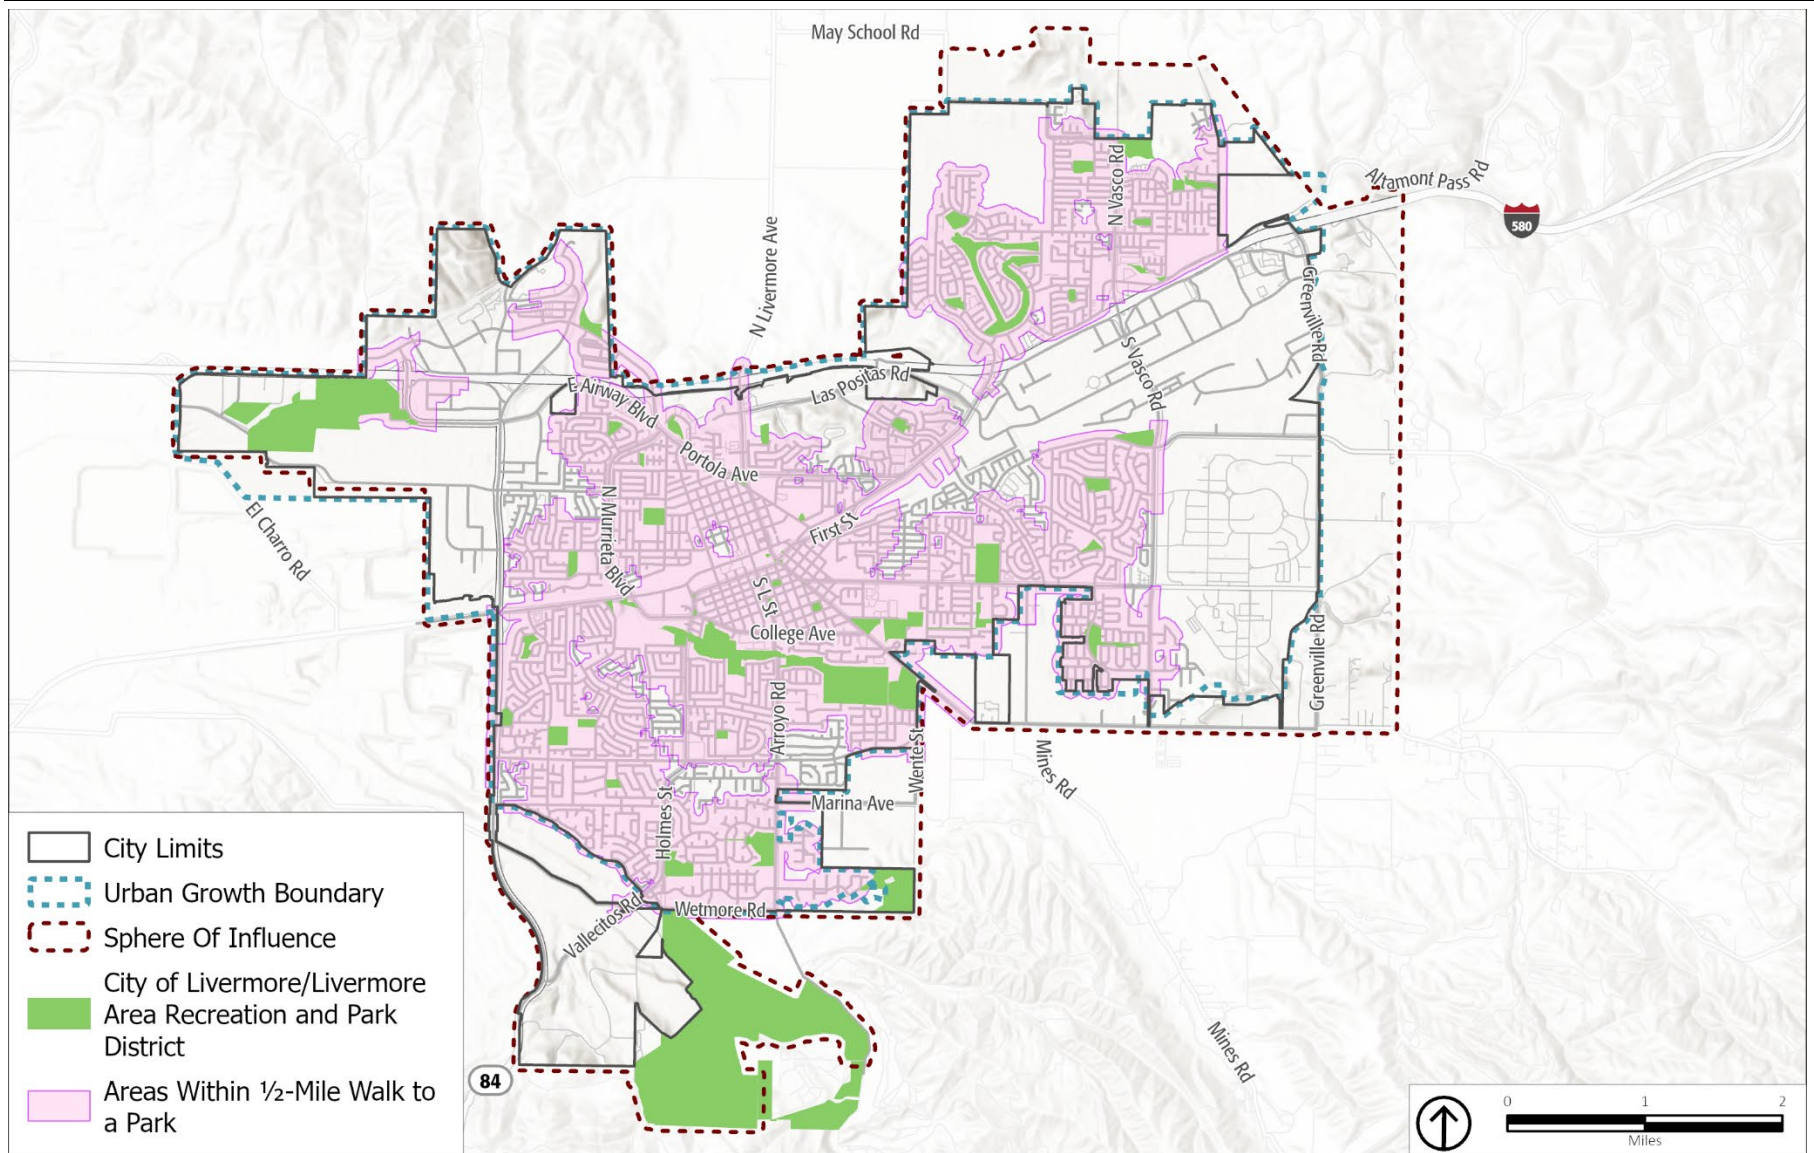 May School Rd
Altamont Pass Rd
580
N Vasco Rd
N Livermore Ave
Greenville Rd
S Vasco Rd
Las Positas Rd
E Airway Blvd
Portola Ave
N Murrieta Blvd
First St
El Charro Rd
S L St
College Ave
Greenville Rd
Arroyo Rd
Wente St
Mines Rd
Marina Ave
Holmes St
Wetmore Rd
Vallecitos Rd
Mines Rd
84
City Limits
Urban Growth Boundary
Sphere Of Influence
City of Livermore/Livermore
Area Recreation and Park
District
Areas Within ½-Mile Walk to
a Park
0 1 2
Miles